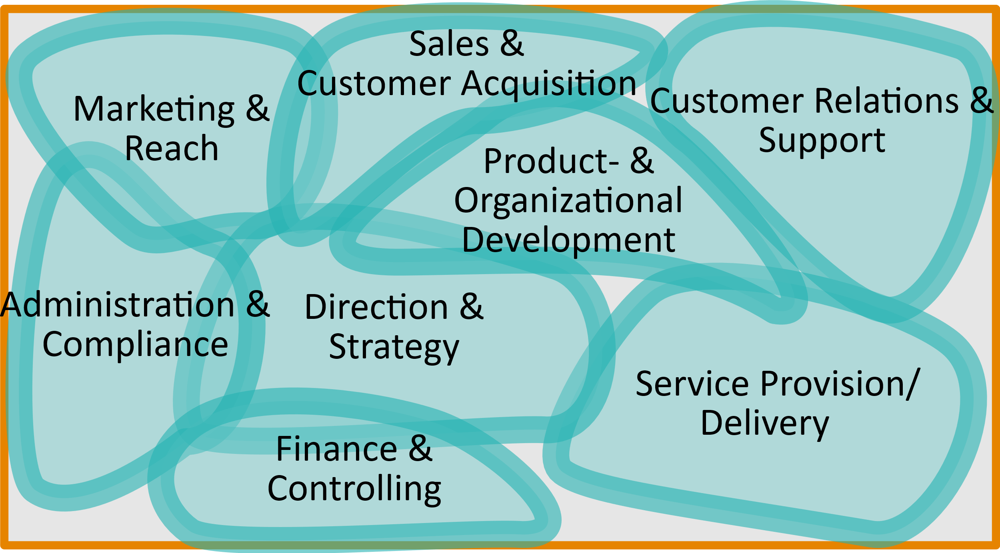 Sales &
Customer Acquisition
Marketing &
Reach
Customer Relations &
Support
Product- &
Organizational
Development
Administration &
Compliance
Direction &
Strategy
Service Provision/
Delivery
Finance &
Controlling